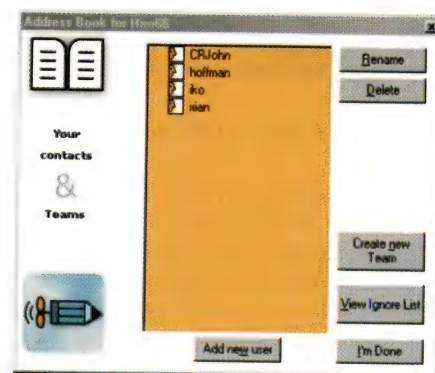 Address Book for Hiro68
CRJohn
hoffman
iko
xian
Rename
Delete
Your
contacts
&
Teams
Create new
Team
View Ignore List
Add new user
I'm Done